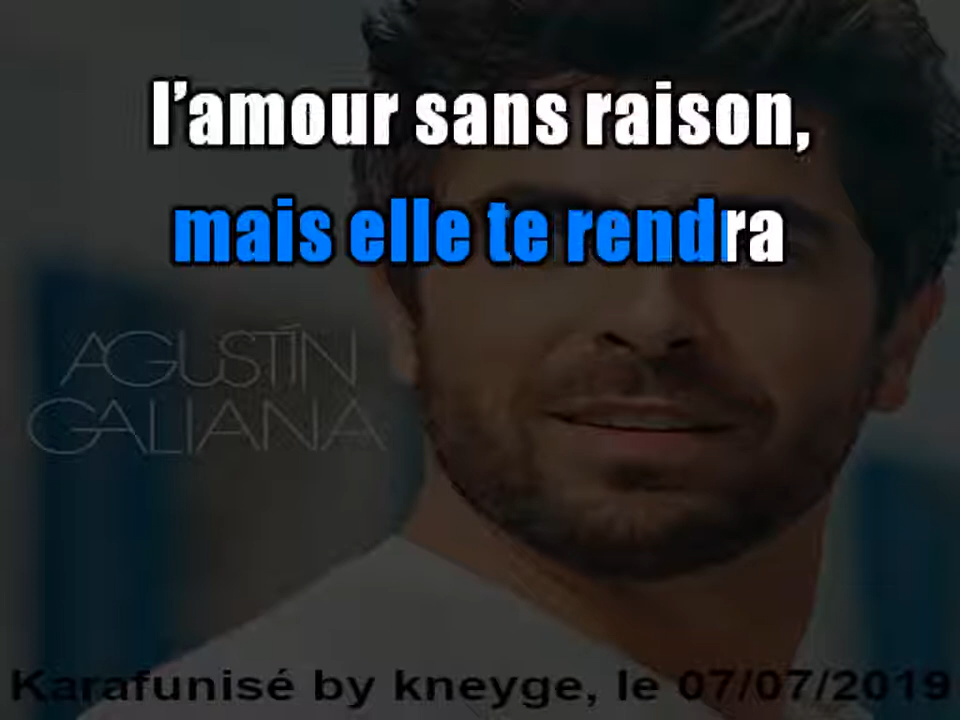 l’amour sans raison,
mais elle te rendra
AGUSTÍN
GALIANA
Karafunisé by kneyge, le 07/07/2019